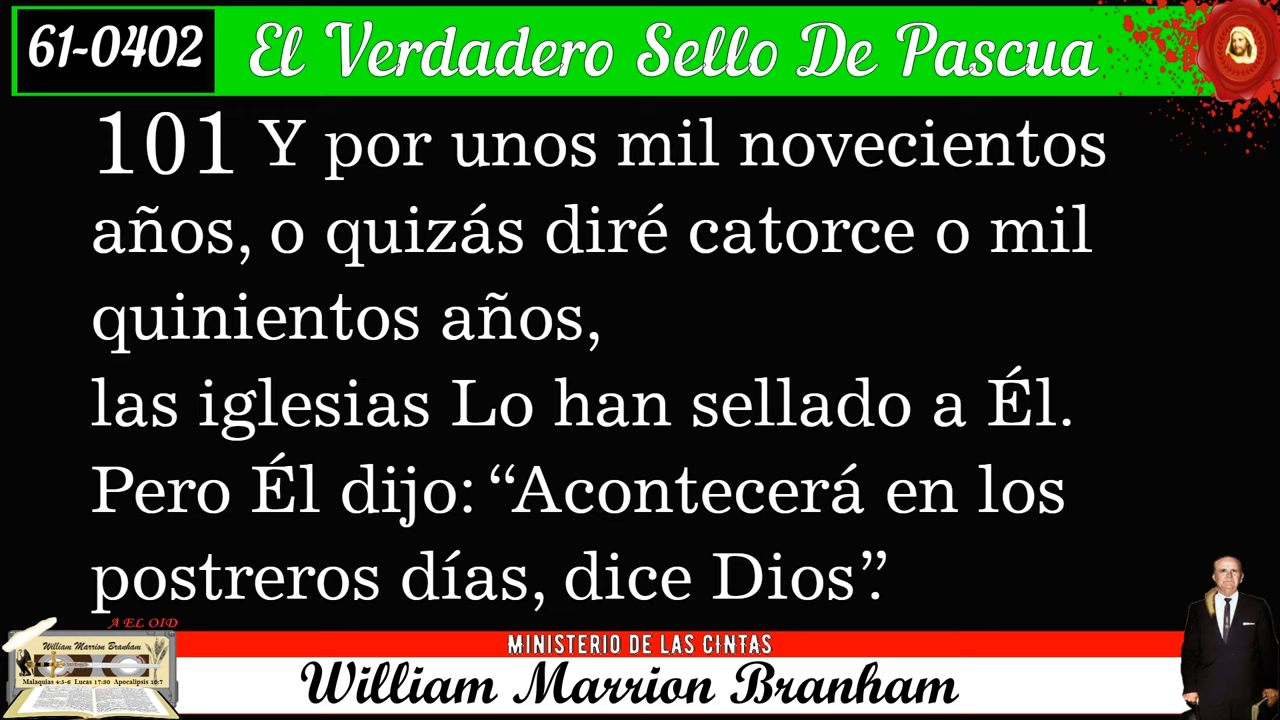 61-0402 El Verdadero Sello De Pascua
101 Y por unos mil novecientos
años, o quizás diré catorce o mil
quinientos años,
las iglesias Lo han sellado a Él.
Pero Él dijo: “Acontecerá en los
postreros días, dice Dios”.
A EL OID
William Marrion Branham
Malaquias 4:5-6 Lucas 17:30 Apocalipsis 10:7
MINISTERIO DE LAS CINTAS
William Marrion Branham